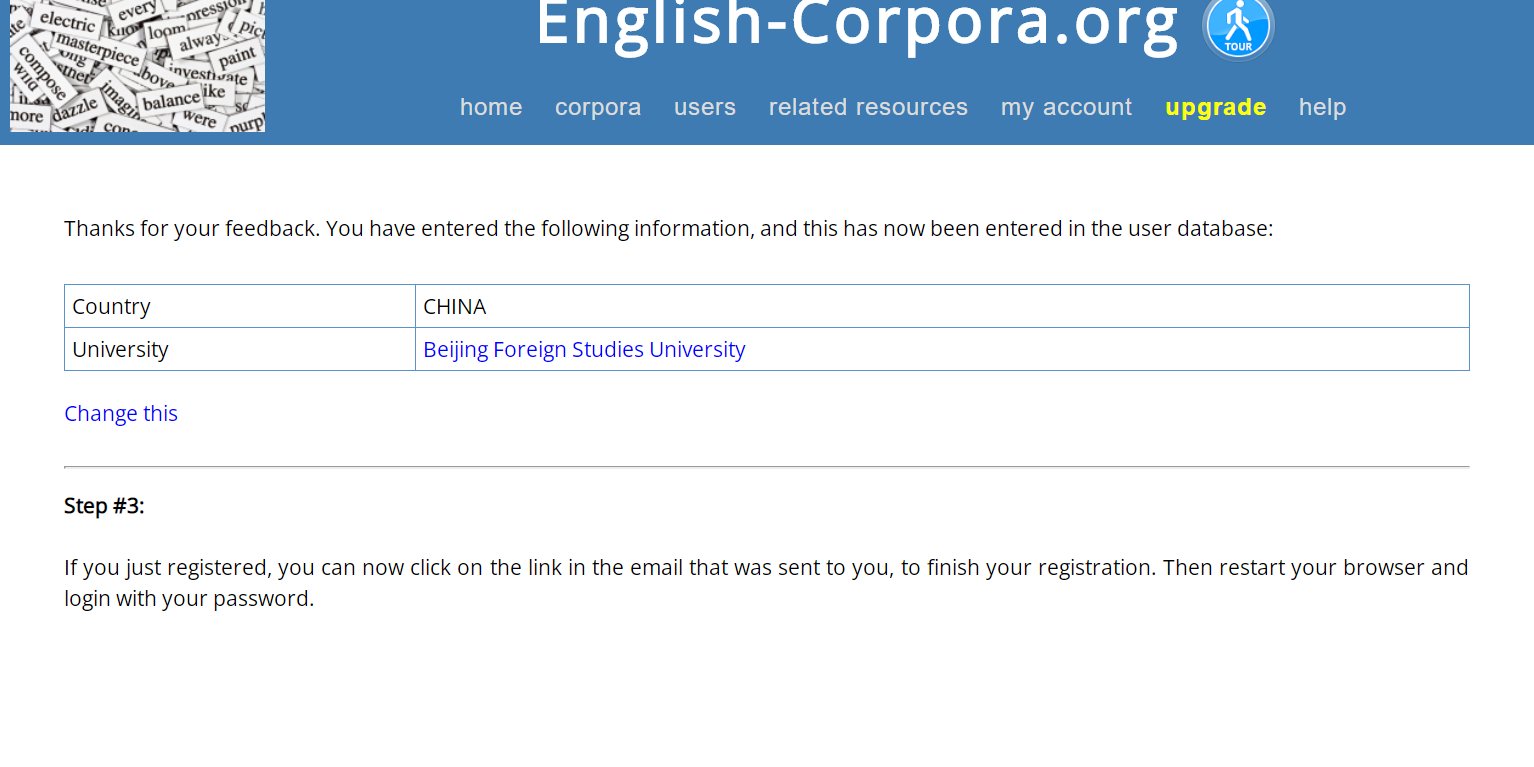 electric
every
loom
always
masterpiece
paint
compose
wild
above
investigate
balance
like
more
dazzle
were
English-Corpora.org
TOUR
home corpora users related resources my account upgrade help
Thanks for your feedback. You have entered the following information, and this has now been entered in the user database:
Country CHINA
University Beijing Foreign Studies University
Change this
Step #3:
If you just registered, you can now click on the link in the email that was sent to you, to finish your registration. Then restart your browser and
login with your password.